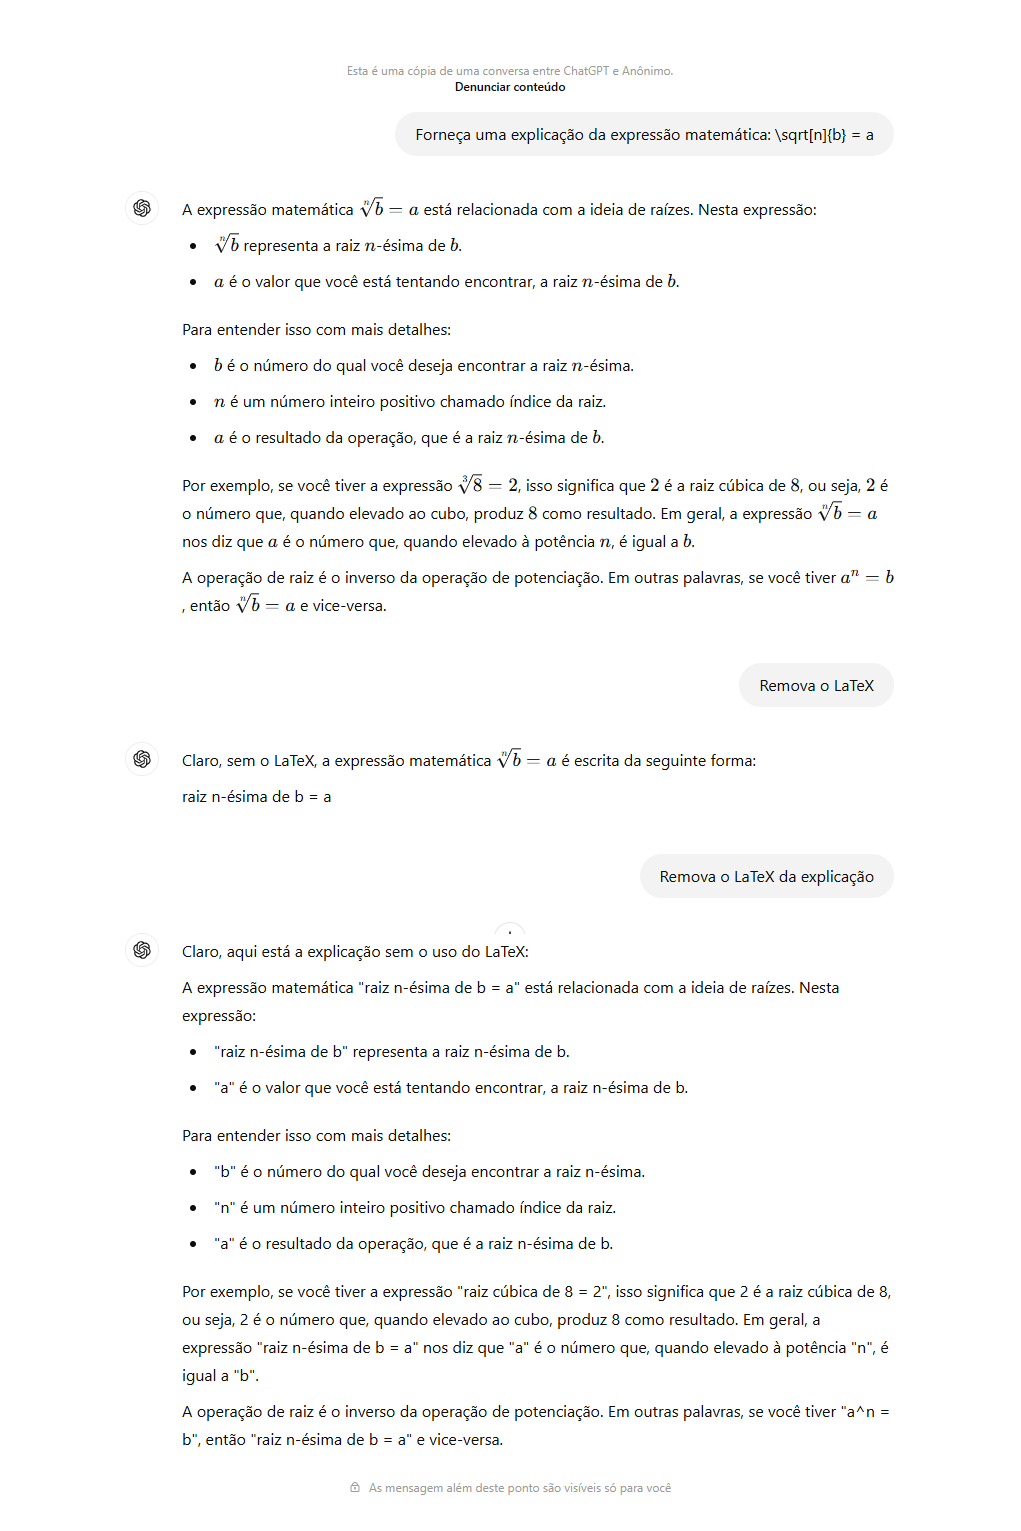 Esta é uma cópia de uma conversa entre ChatGPT e Anônimo.
Denunciar conteúdo
Forneça uma explicação da expressão matemática: \sqrt[n]{b} = a
A expressão matemática ⁿ√b = a está relacionada com a ideia de raízes. Nesta expressão:
• ⁿ√b representa a raiz n-ésima de b.
• a é o valor que você está tentando encontrar, a raiz n-ésima de b.
Para entender isso com mais detalhes:
• b é o número do qual você deseja encontrar a raiz n-ésima.
• n é um número inteiro positivo chamado índice da raiz.
• a é o resultado da operação, que é a raiz n-ésima de b.
Por exemplo, se você tiver a expressão ³√8 = 2, isso significa que 2 é a raiz cúbica de 8, ou seja, 2 é
o número que, quando elevado ao cubo, produz 8 como resultado. Em geral, a expressão ⁿ√b = a
nos diz que a é o número que, quando elevado à potência n, é igual a b.
A operação de raiz é o inverso da operação de potenciação. Em outras palavras, se você tiver aⁿ = b
, então ⁿ√b = a e vice-versa.
Remova o LaTeX
Claro, sem o LaTeX, a expressão matemática ⁿ√b = a é escrita da seguinte forma:
raiz n-ésima de b = a
Remova o LaTeX da explicação
Claro, aqui está a explicação sem o uso do LaTeX:
A expressão matemática "raiz n-ésima de b = a" está relacionada com a ideia de raízes. Nesta
expressão:
• "raiz n-ésima de b" representa a raiz n-ésima de b.
• "a" é o valor que você está tentando encontrar, a raiz n-ésima de b.
Para entender isso com mais detalhes:
• "b" é o número do qual você deseja encontrar a raiz n-ésima.
• "n" é um número inteiro positivo chamado índice da raiz.
• "a" é o resultado da operação, que é a raiz n-ésima de b.
Por exemplo, se você tiver a expressão "raiz cúbica de 8 = 2", isso significa que 2 é a raiz cúbica de 8,
ou seja, 2 é o número que, quando elevado ao cubo, produz 8 como resultado. Em geral, a
expressão "raiz n-ésima de b = a" nos diz que "a" é o número que, quando elevado à potência "n", é
igual a "b".
A operação de raiz é o inverso da operação de potenciação. Em outras palavras, se você tiver "a^n =
b", então "raiz n-ésima de b = a" e vice-versa.
As mensagem além deste ponto são visíveis só para você